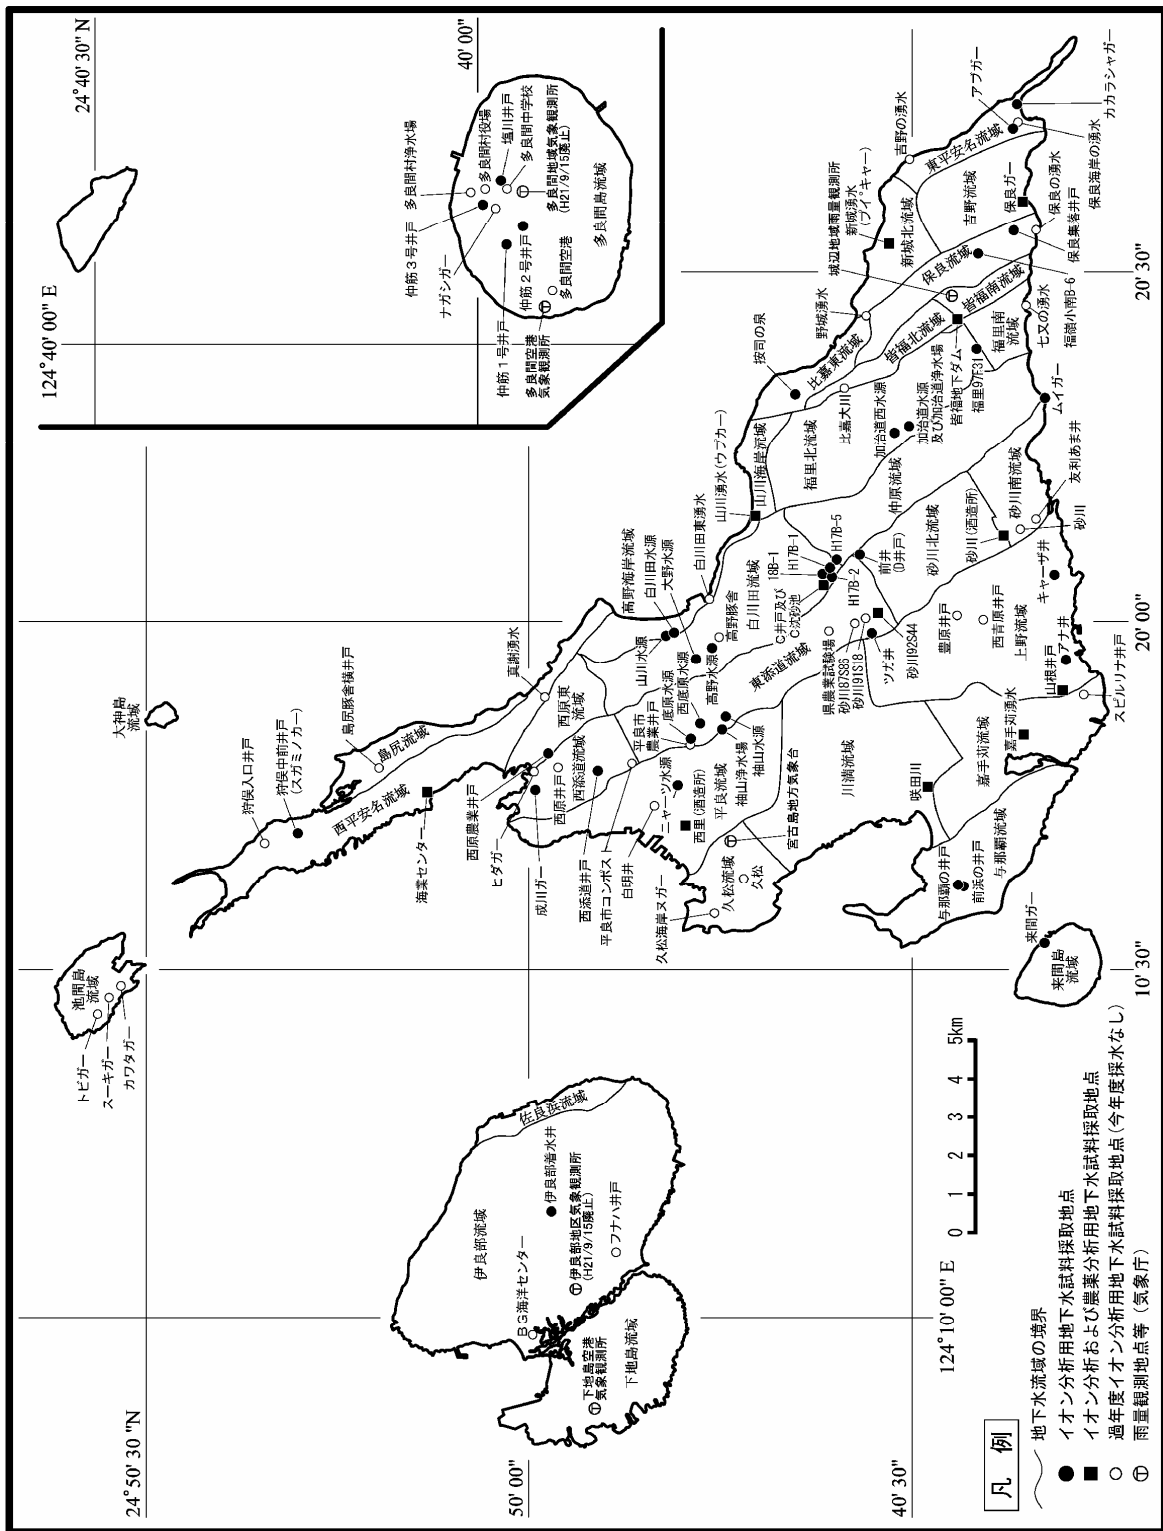 24°40' 30" N
40' 00"
124°40' 00" E
多良間村浄水場
多良間村役場
塩川井戸
多良間中学校
多良間地域気象観測所
(H21/9/15廃止)
多良間島流域
仲筋3号井戸
ナガシガー
仲筋1号井戸
仲筋2号井戸
多良間空港
多良間空港
気象観測所
24°50' 30 "N
50' 00"
40' 30"
124°10' 00" E
10' 30"
20' 00"
20' 30"
大神島
流域
池間島
流域
トビガー
スーキガー
カワタガー
狩俣入口井戸
狩俣中前井戸
(スガミノカー)
島尻豚舎横井戸
島尻流域
西平安名流域
海業センター
真謝湧水
西原東
流域
西原農業井戸
西原井戸
西添道流域
ヒダガー
成川ガー
西添道井戸
平良市コンポスト
白明井
ニャーツ水源
西里(酒造所)
平良流域
袖山浄水場
袖山水源
平良市
農業井戸
底原水源
西底原水源
高野水源
高野豚舎
山川水源
高野海岸流域
白川田水源
大野水源
白川田東湧水
白川田流域
東添道流域
山川湧水(ウプカー)
山川海岸流域
久松海岸ヌガー
久松流域
久松
宮古島地方気象台
川満流域
咲田川
県農業試験場
砂川87S85
砂川91S18
ツガ井
砂川92S44
C井戸及び
C沈砂池
18B-1
H17B-1
H17B-5
H17B-2
前井
(D井戸)
按司の泉
野城湧水
比嘉東流域
福里北流域
比嘉大川
加治道西水源
加治道水源
及び加治道浄水場
仲原流域
皆福北流域
皆福地下ダム
皆福南流域
福里97F31
福里南
流域
城辺地域雨量観測所
新城湧水
(ブイキャー)
新城北流域
保良流域
吉野の湧水
吉野流域
東平安名流域
アブガー
カカラシャガー
保良海岸の湧水
保良ガー
保良の湧水
保良集落井戸
福嶺小南B-6
七又の湧水
ムイガー
友利あま井
砂川
砂川南流域
砂川(酒造所)
砂川北流域
キャーザ井
豊原井戸
西青原井戸
上野流域
アナ井
山根井戸
スピルリナ井戸
嘉手苅湧水
嘉手苅流域
与那覇流域
与那覇の井戸
前浜の井戸
来間ガー
来間島
流域
佐良浜流域
伊良部流域
伊良部着水井
伊良部地区気象観測所
(H21/9/15廃止)
フナハ井戸
BG海洋センター
下地島空港
気象観測所
下地島流域
0 1 2 3 4 5km
凡 例
地下水流域の境界
イオン分析用地下水試料採取地点
イオン分析および農薬分析用地下水試料採取地点
過年度イオン分析用地下水試料採取地点(今年度採水なし)
雨量観測地点等(気象庁)